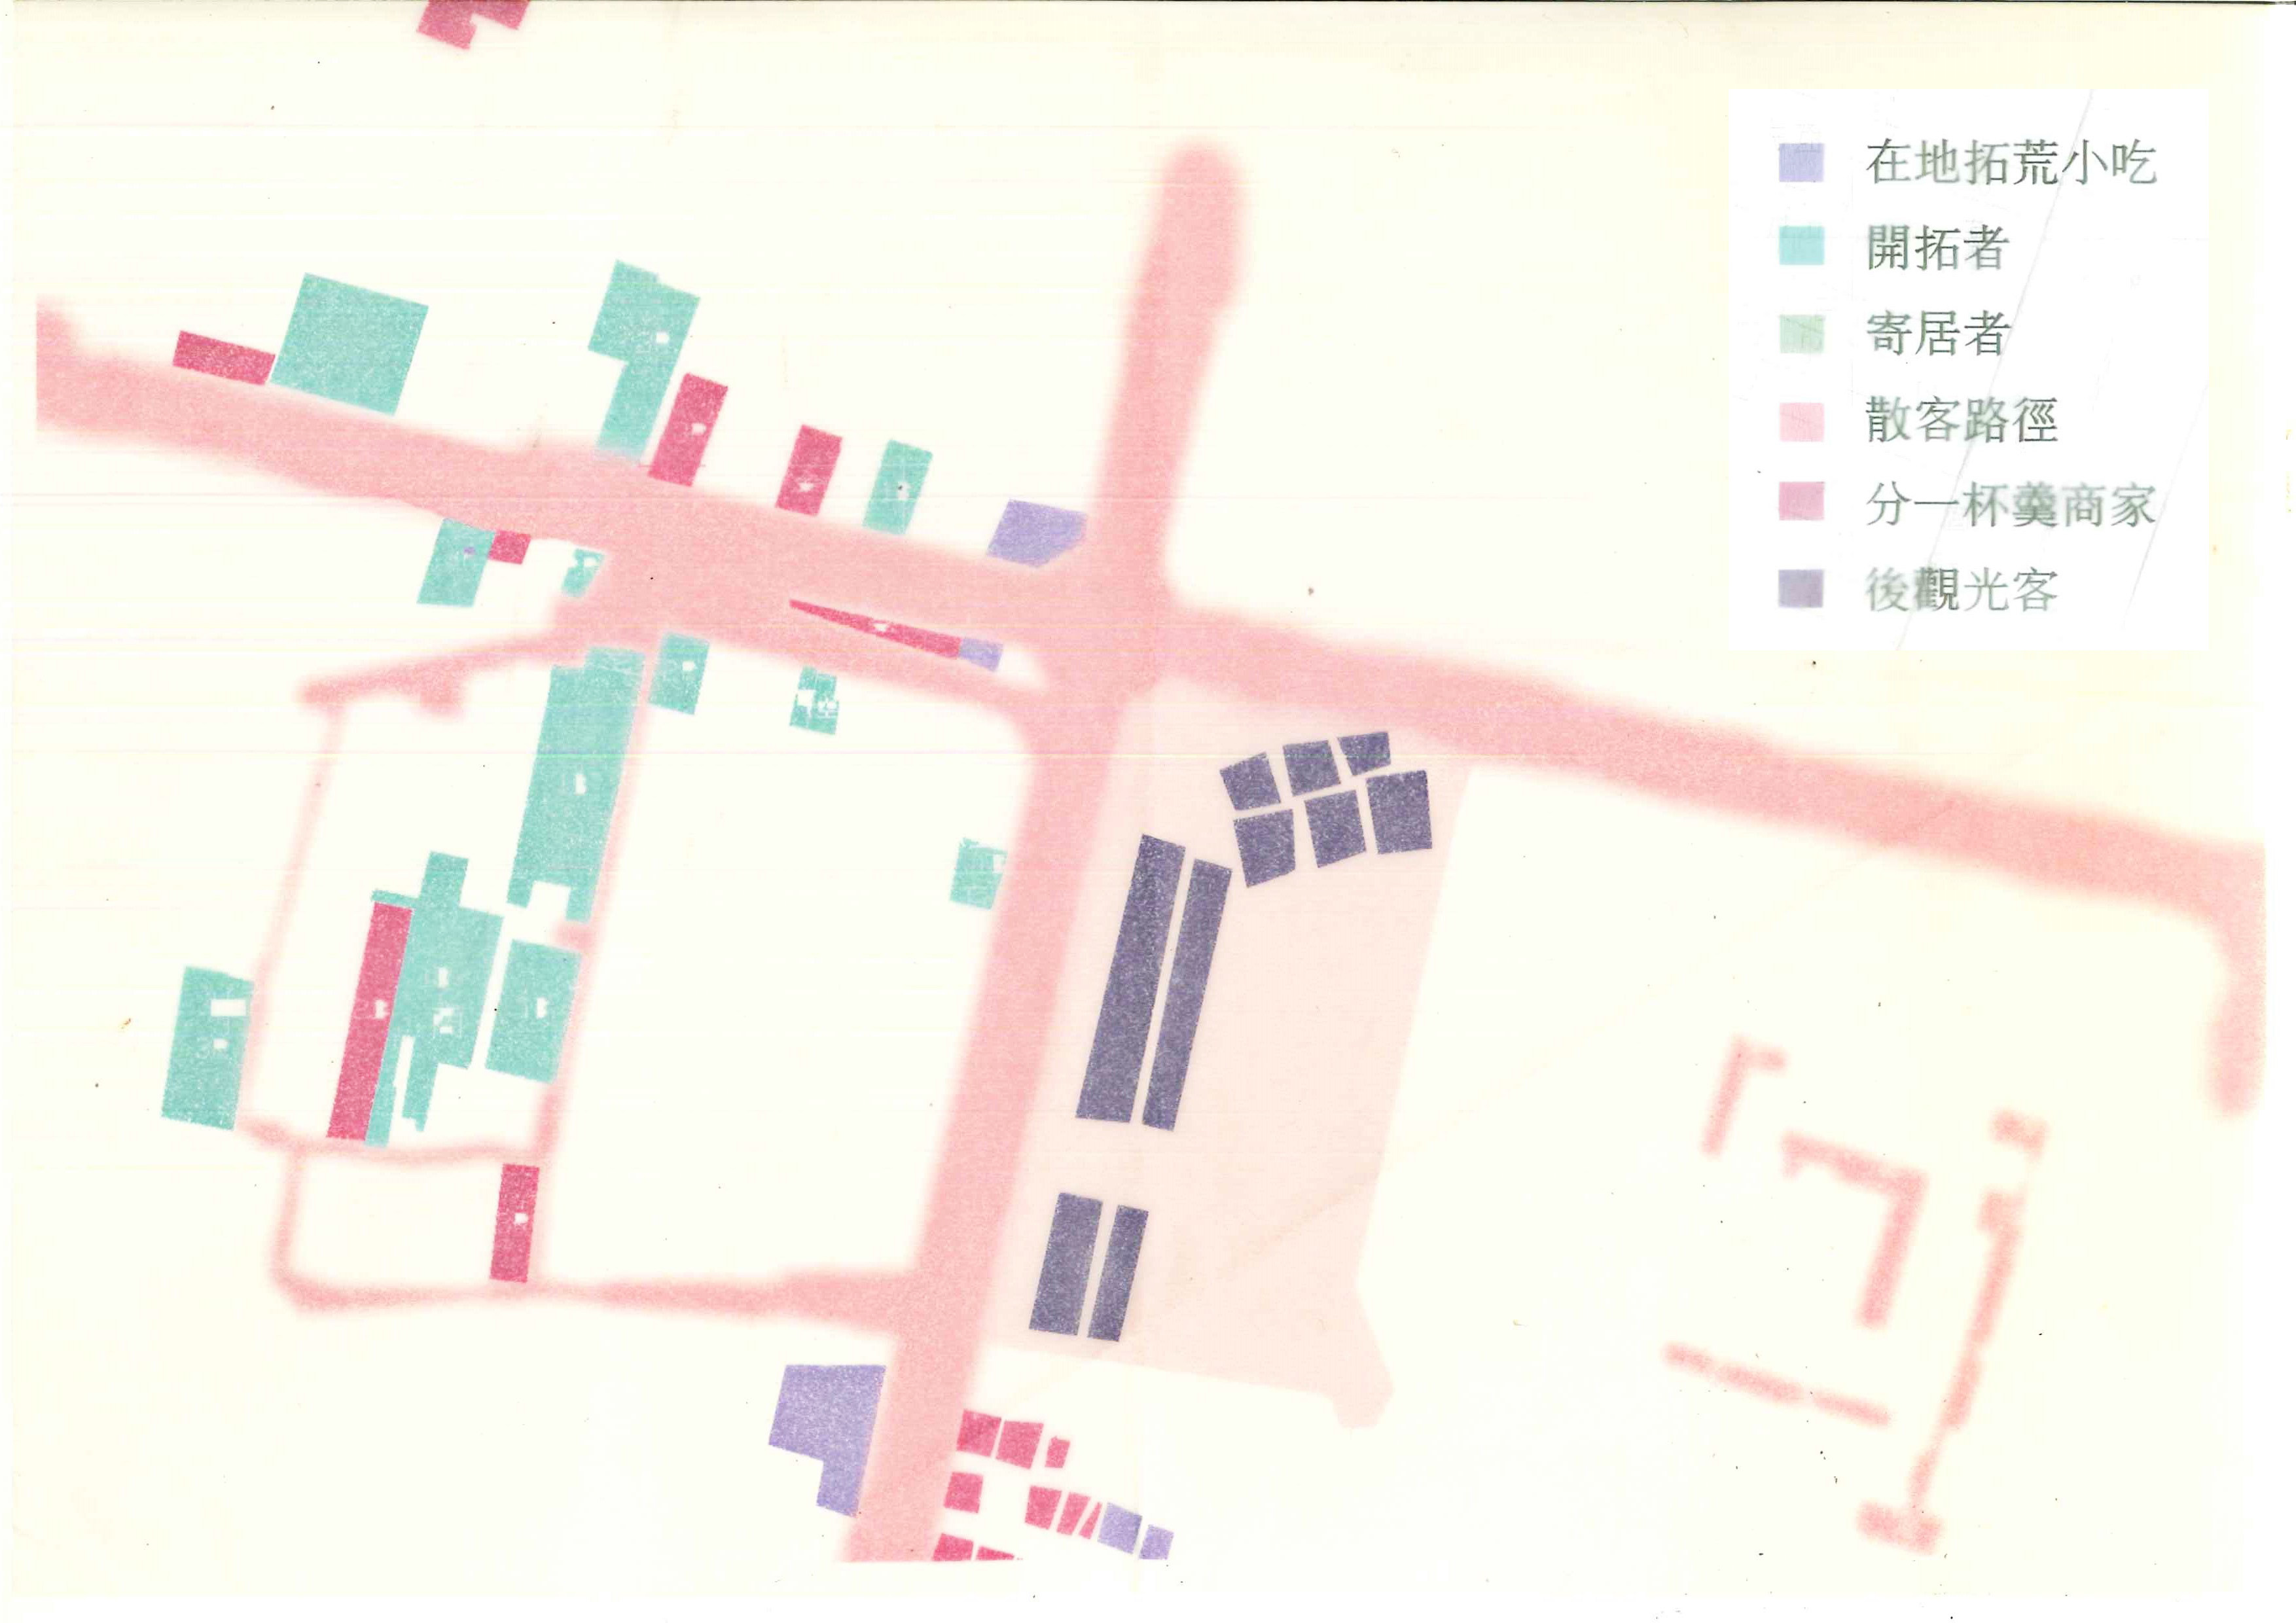 在地拓荒小吃
開拓者
寄居者
散客路徑
分一杯羹商家
後觀光客